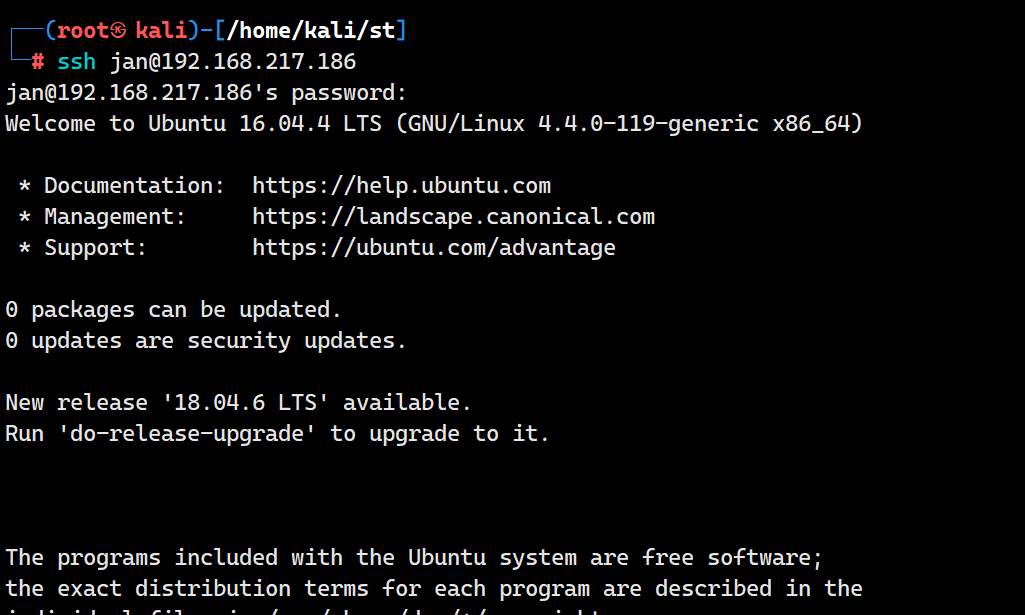 ┌──(root㉿kali)-[/home/kali/st]
└─# ssh jan@192.168.217.186
jan@192.168.217.186's password:
Welcome to Ubuntu 16.04.4 LTS (GNU/Linux 4.4.0-119-generic x86_64)
* Documentation:  https://help.ubuntu.com
* Management:     https://landscape.canonical.com
* Support:        https://ubuntu.com/advantage
0 packages can be updated.
0 updates are security updates.
New release '18.04.6 LTS' available.
Run 'do-release-upgrade' to upgrade to it.
The programs included with the Ubuntu system are free software;
the exact distribution terms for each program are described in the